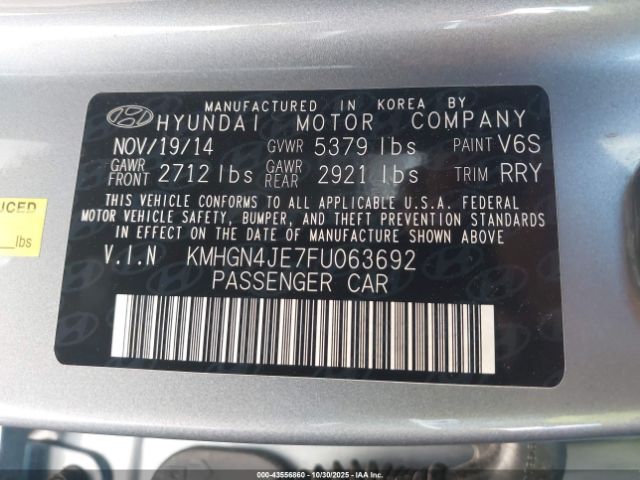 MANUFACTURED IN KOREA BY
HYUNDAI MOTOR COMPANY
NOV/19/14 GVWR 5379 lbs PAINT V6S
GAWR FRONT 2712 lbs GAWR REAR 2921 lbs TRIM RRY
THIS VEHICLE CONFORMS TO ALL APPLICABLE U.S.A. FEDERAL
MOTOR VEHICLE SAFETY, BUMPER, AND THEFT PREVENTION STANDARDS
IN EFFECT ON THE DATE OF MANUFACTURE SHOWN ABOVE
V.I.N KMHGN4JE7FU063692
PASSENGER CAR
UCED
lbs
000-43556860 - 10/30/2025 - Copyright © 2025 IAA, LLC.